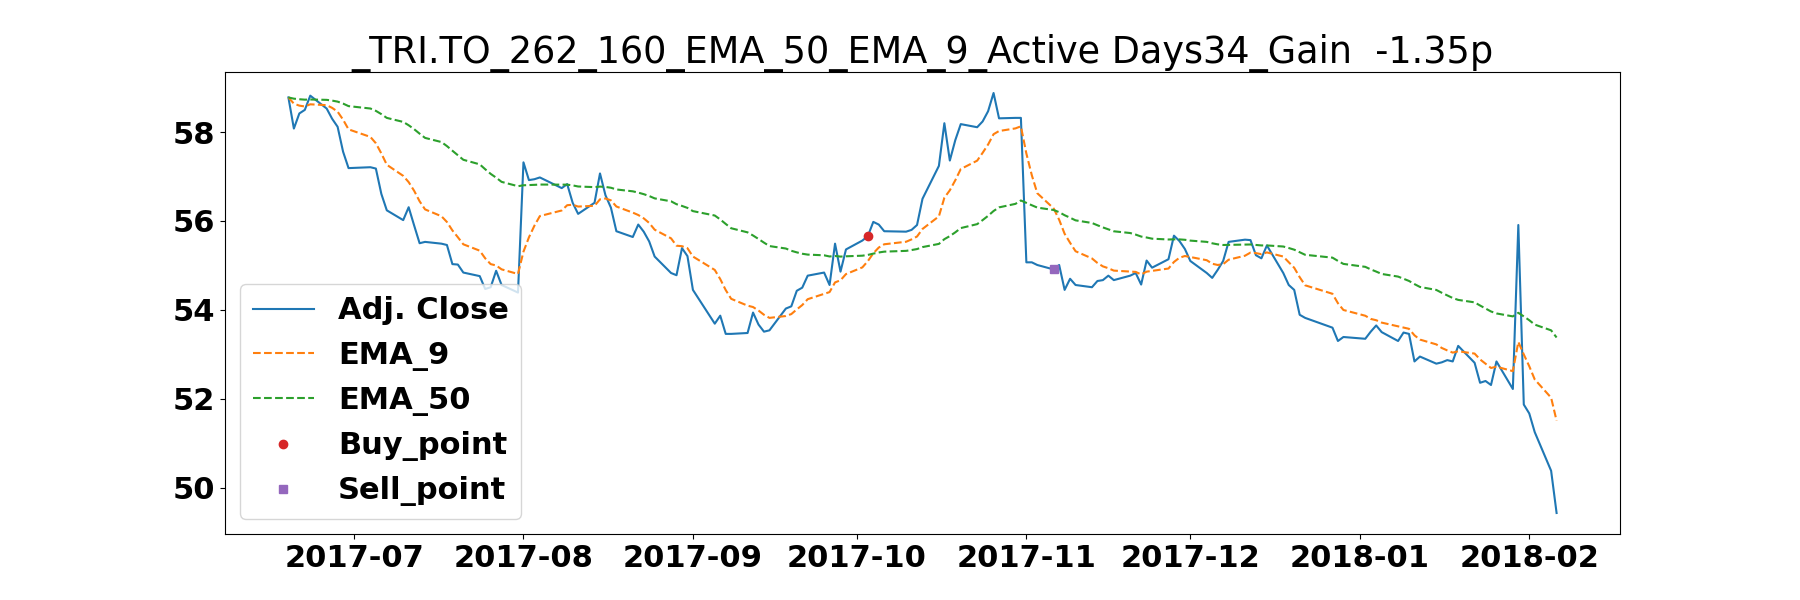 _TRI.TO_262_160_EMA_50_EMA_9_Active Days34_Gain  -1.35p
58
56
54
52
50
Adj. Close
EMA_9
EMA_50
Buy_point
Sell_point
2017-07 2017-08 2017-09 2017-10 2017-11 2017-12 2018-01 2018-02